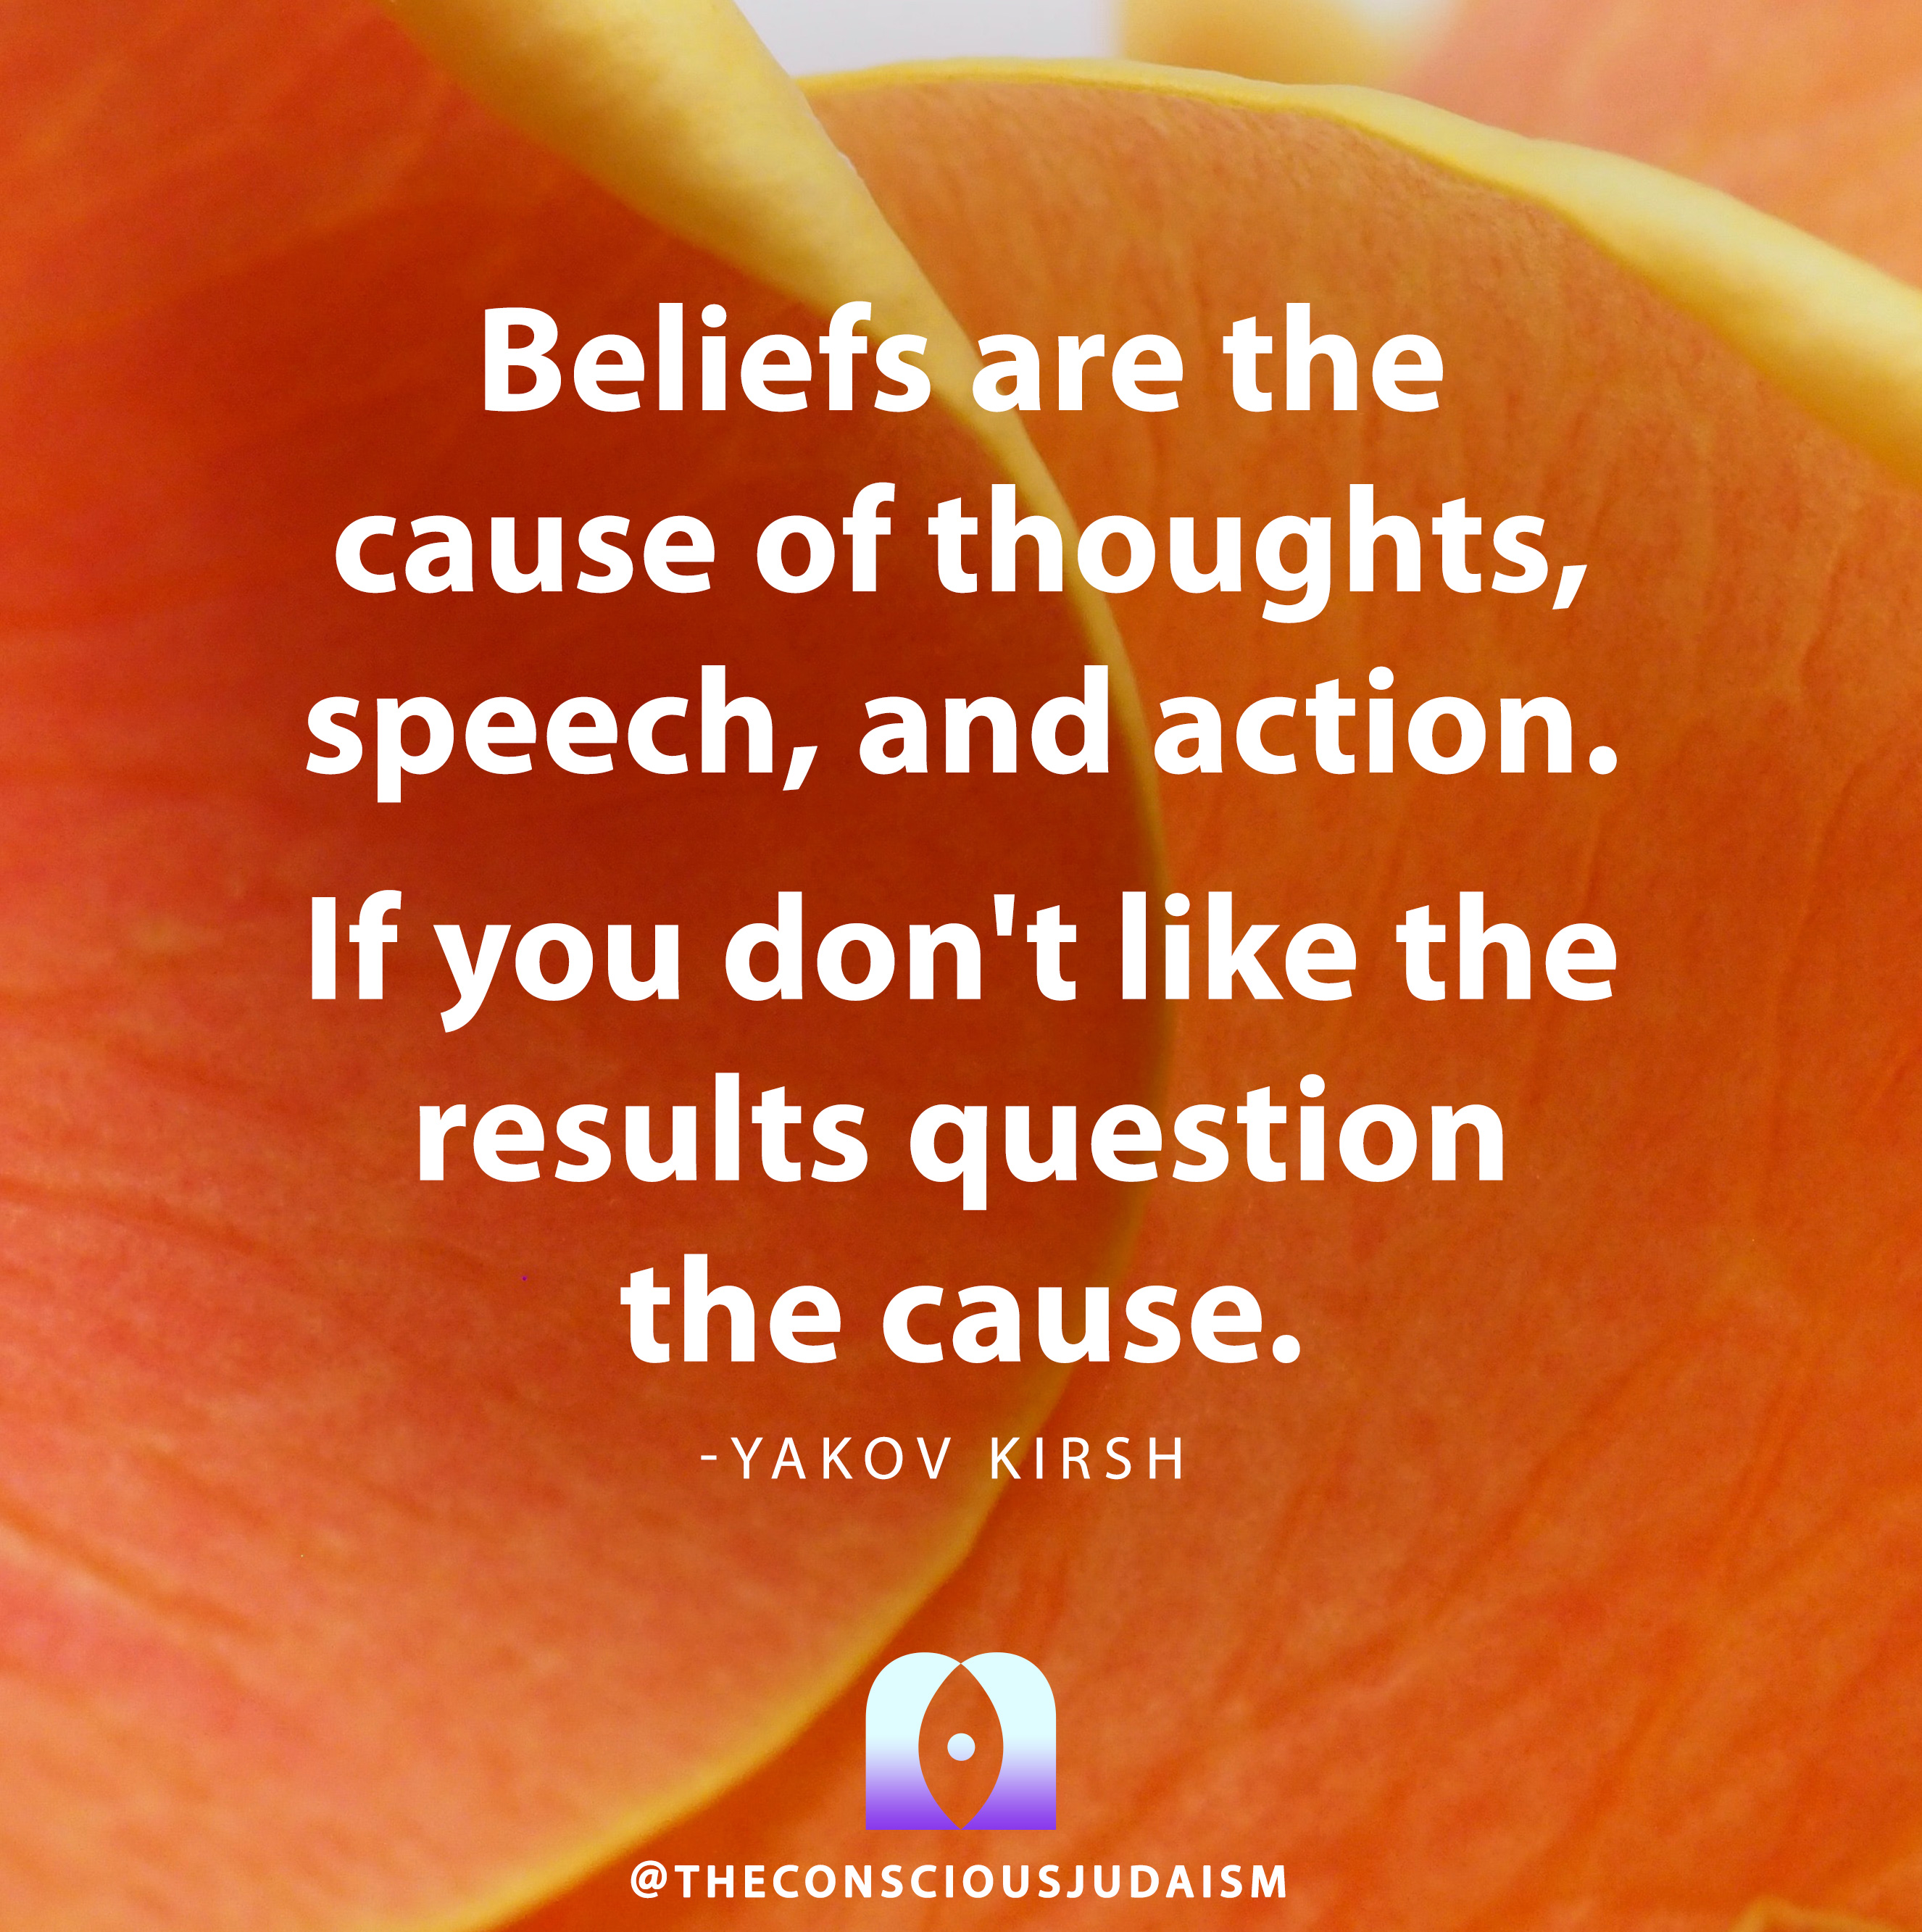 Beliefs are the
cause of thoughts,
speech, and action.
If you don't like the
results question
the cause.
-YAKOV KIRSH
@THECONSCIOUSJUDAISM